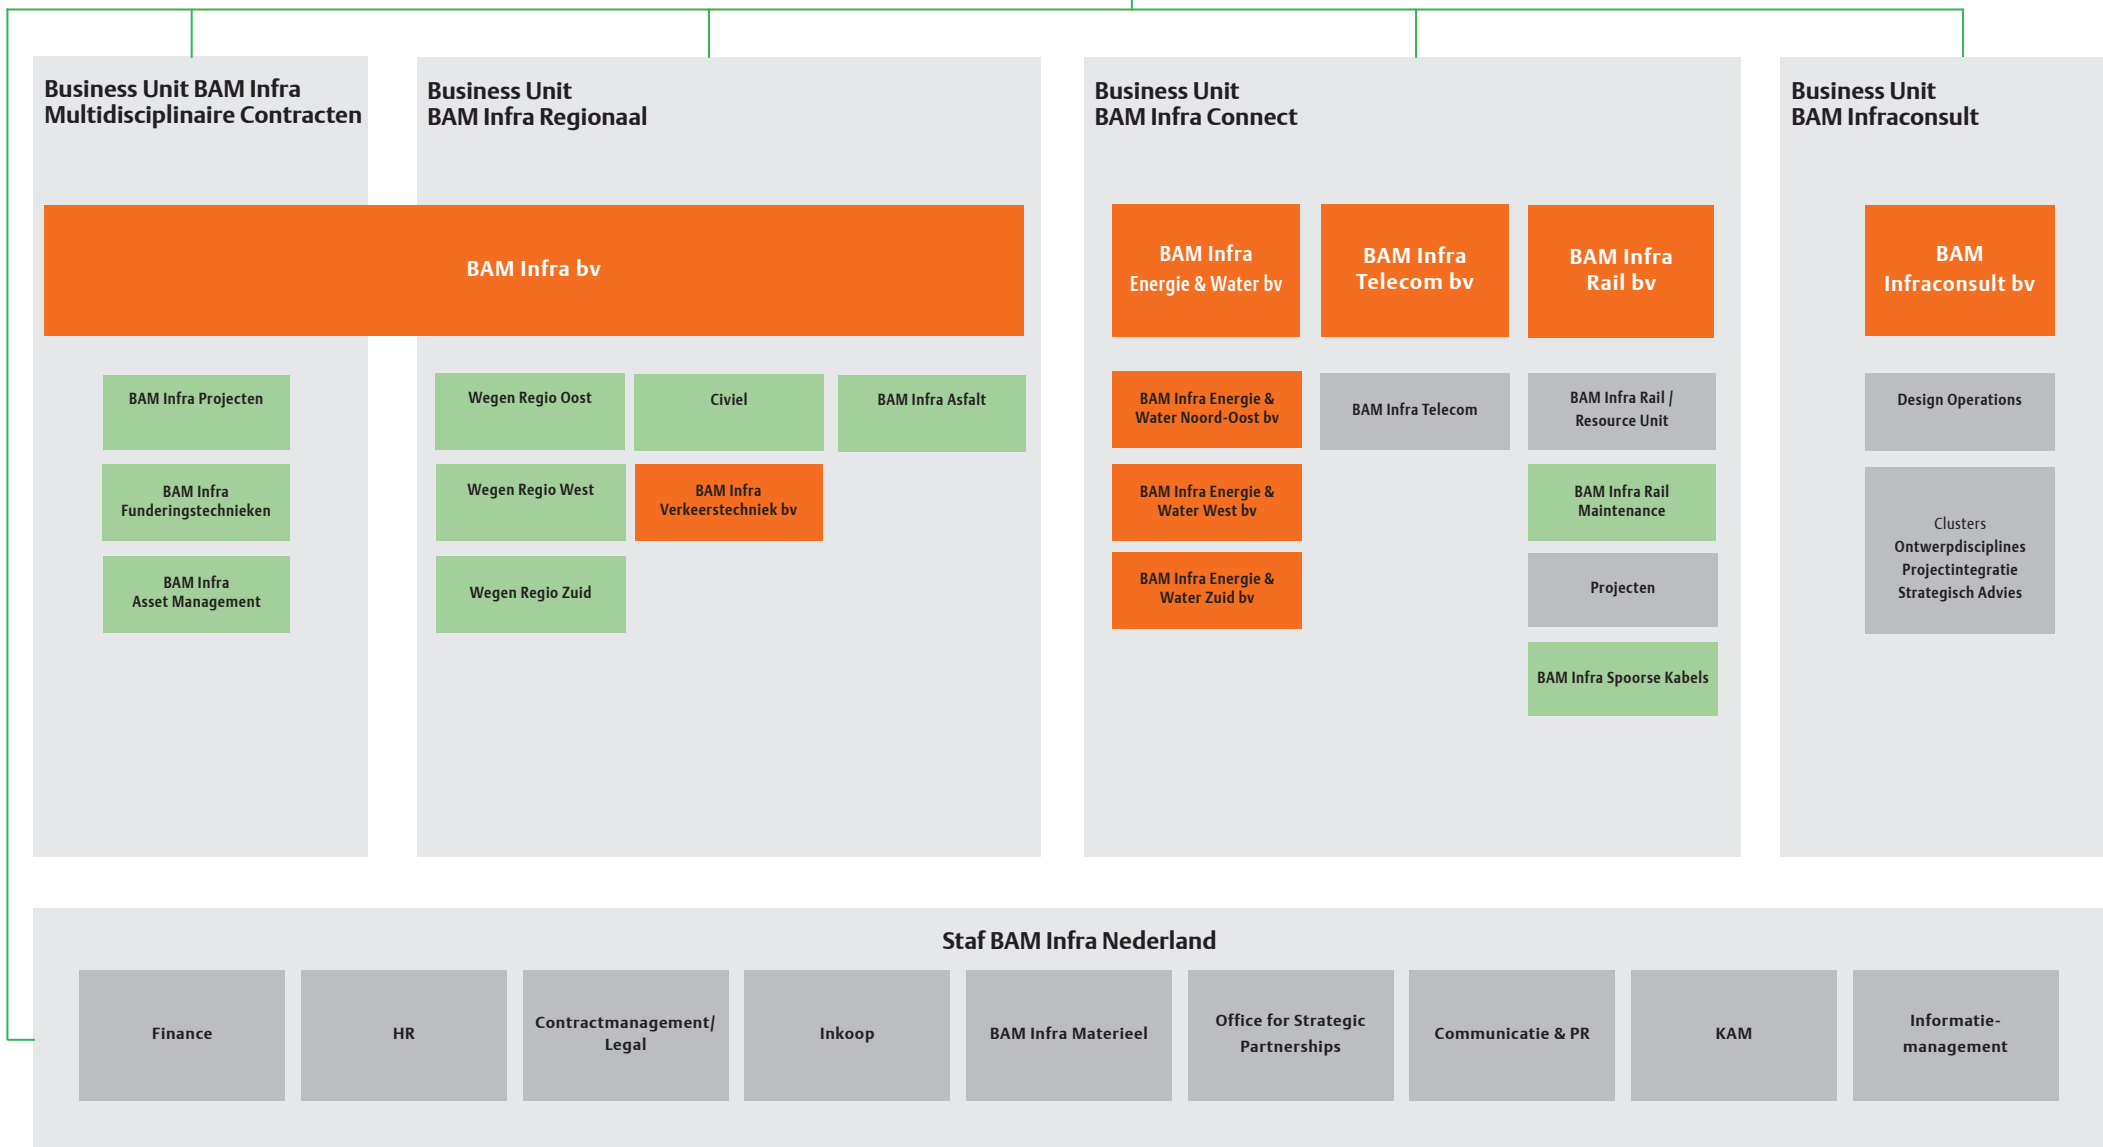 Business Unit BAM Infra
Multidisciplinaire Contracten
Business Unit
BAM Infra Regionaal
Business Unit
BAM Infra Connect
Business Unit
BAM Infraconsult
BAM Infra bv
BAM Infra
Energie & Water bv
BAM Infra
Telecom bv
BAM Infra
Rail bv
BAM
Infraconsult bv
BAM Infra Projecten
BAM Infra
Funderingstechnieken
BAM Infra
Asset Management
Wegen Regio Oost
Wegen Regio West
Wegen Regio Zuid
Civiel
BAM Infra
Verkeerstechniek bv
BAM Infra Asfalt
BAM Infra Energie &
Water Noord-Oost bv
BAM Infra Energie &
Water West bv
BAM Infra Energie &
Water Zuid bv
BAM Infra Telecom
BAM Infra Rail /
Resource Unit
BAM Infra Rail
Maintenance
Projecten
BAM Infra Spoorse Kabels
Design Operations
Clusters
Ontwerpdisciplines
Projectintegratie
Strategisch Advies
Staf BAM Infra Nederland
Finance
HR
Contractmanagement/
Legal
Inkoop
BAM Infra Materieel
Office for Strategic
Partnerships
Communicatie & PR
KAM
Informatie-
management